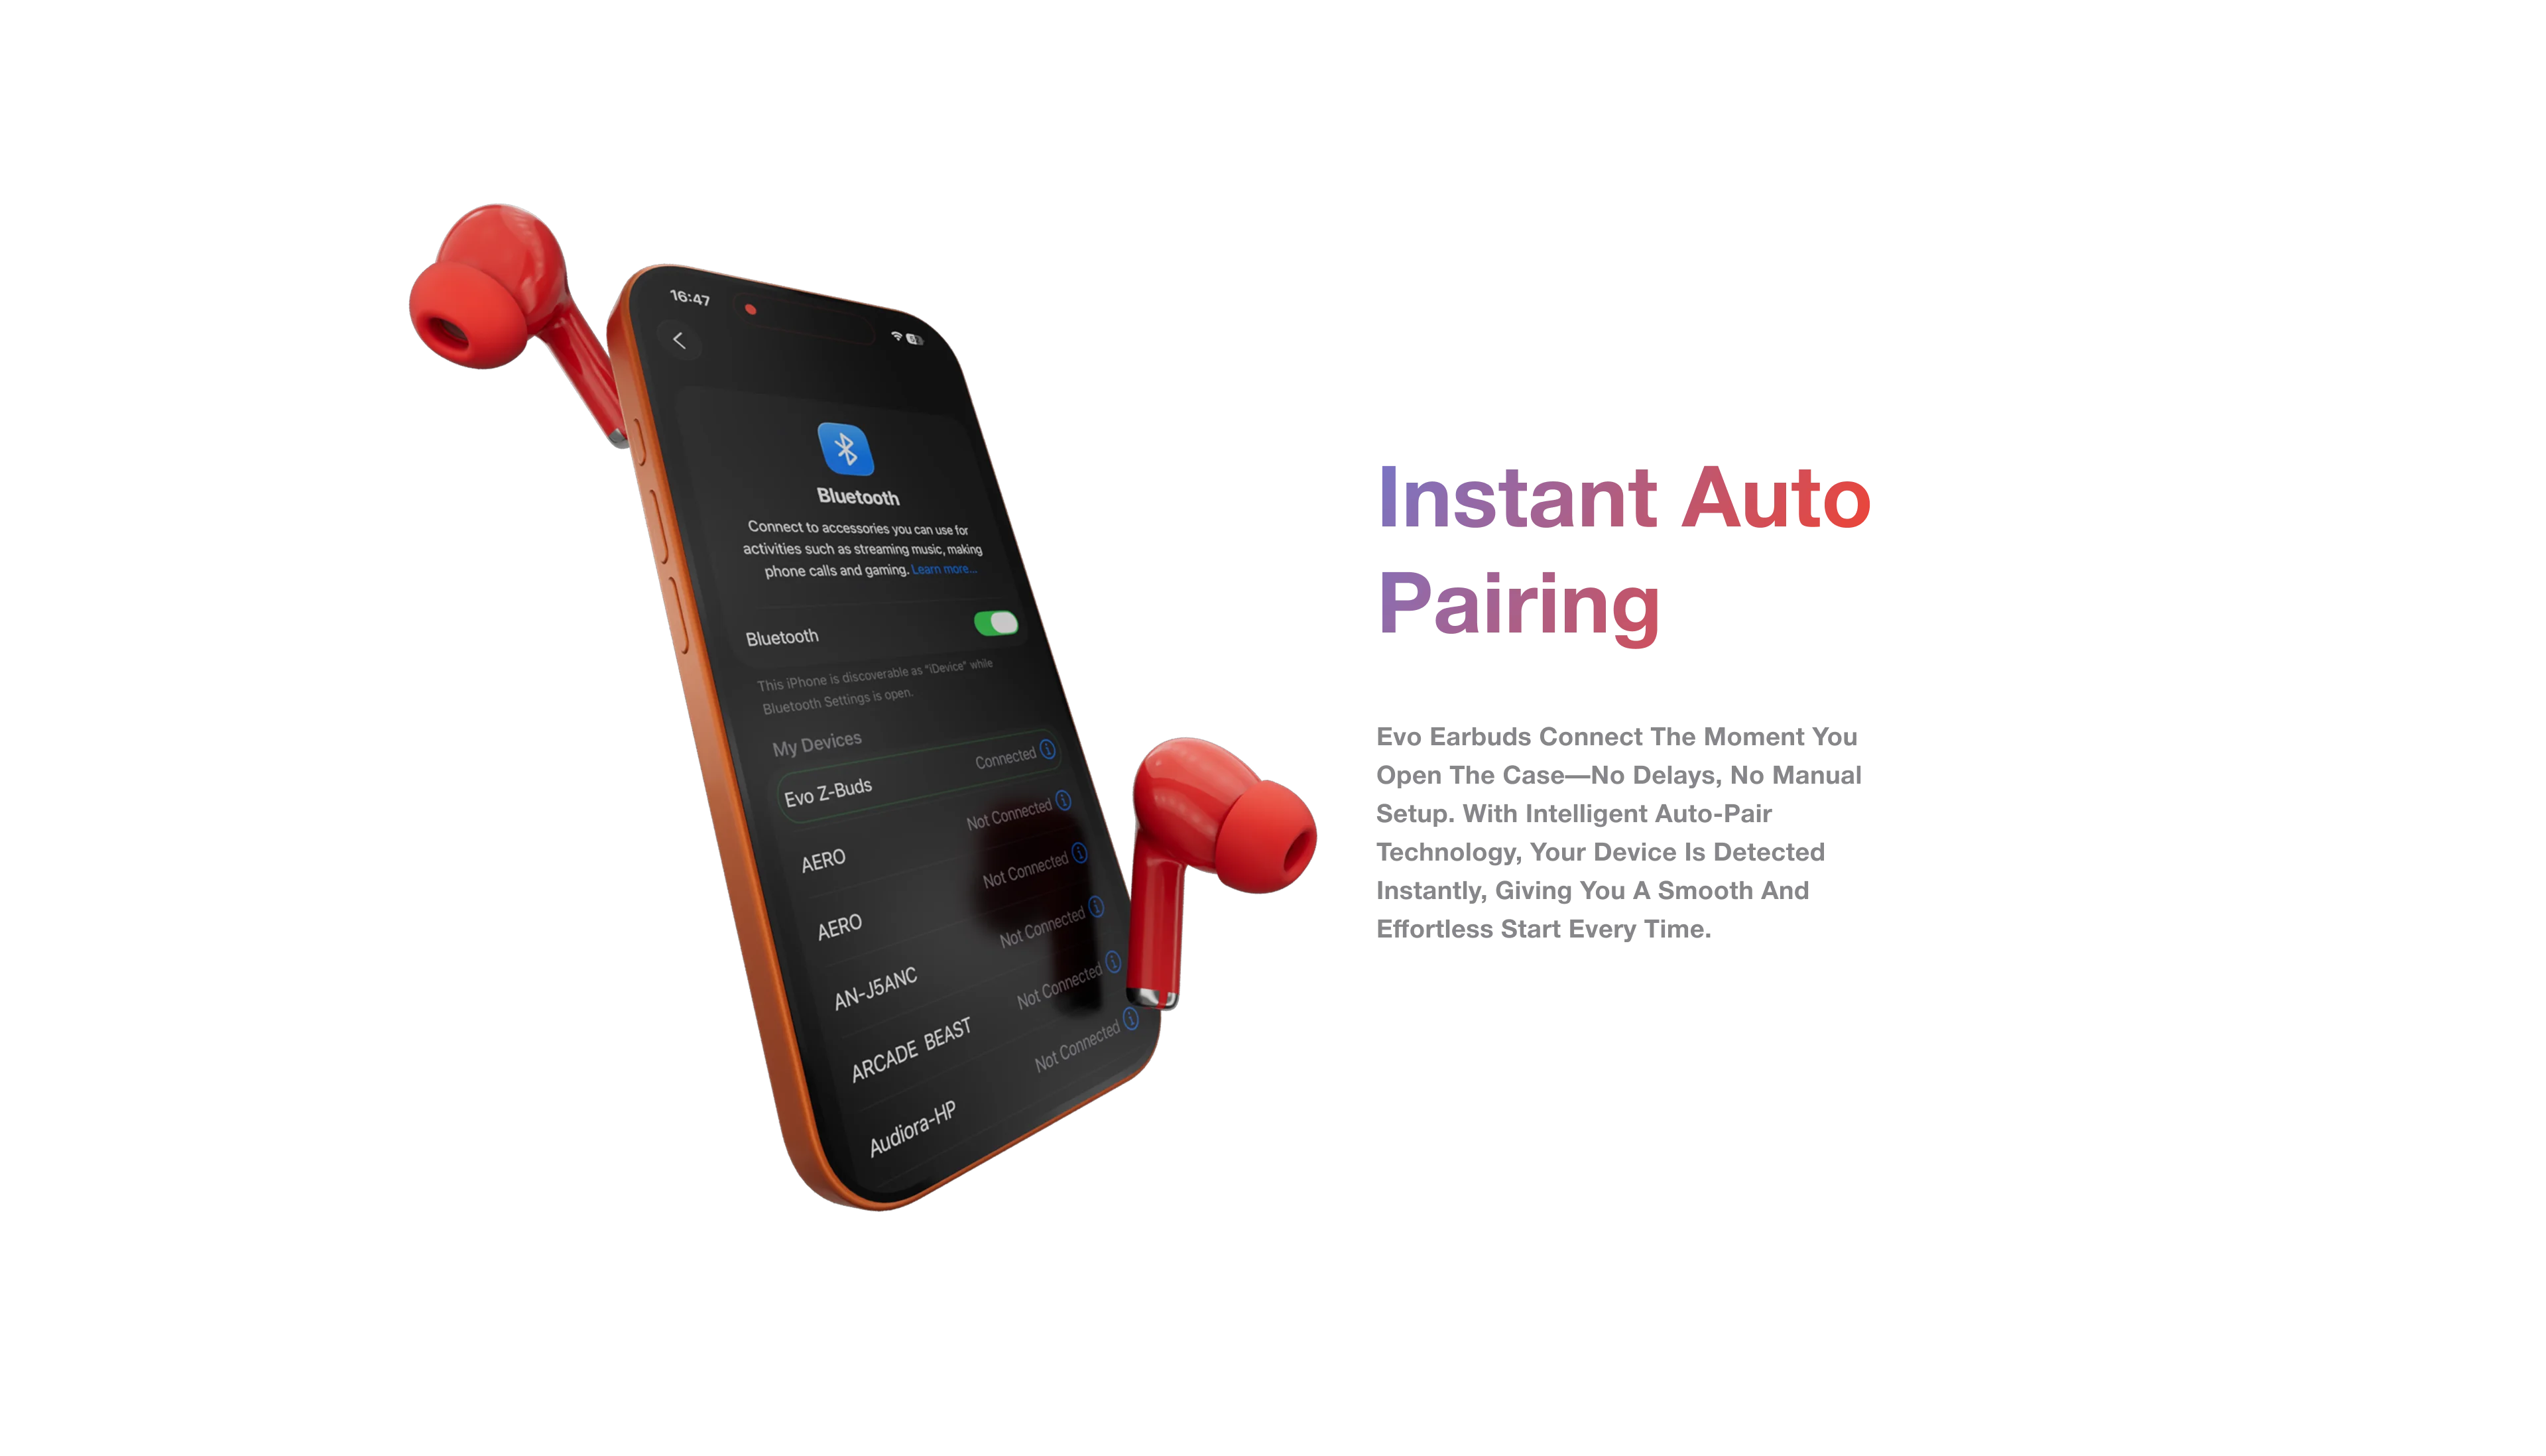 16:47
Bluetooth
Connect to accessories you can use for
activities such as streaming music, making
phone calls and gaming. Learn more...
Bluetooth
This iPhone is discoverable as "iDevice" while
Bluetooth Settings is open.
My Devices
Evo Z-Buds Connected
AERO Not Connected
AERO Not Connected
AN-J5ANC Not Connected
ARCADE BEAST Not Connected
Audiora-HP Not Connected
Instant Auto
Pairing
Evo Earbuds Connect The Moment You
Open The Case—No Delays, No Manual
Setup. With Intelligent Auto-Pair
Technology, Your Device Is Detected
Instantly, Giving You A Smooth And
Effortless Start Every Time.